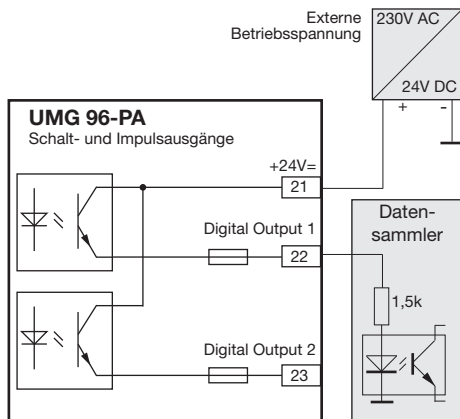 Externe
Betriebsspannung
230V AC
24V DC
+ -
UMG 96-PA
Schalt- und Impulsausgänge
+24V=
21
Digital Output 1
22
Daten-
sammler
1,5k
Digital Output 2
23